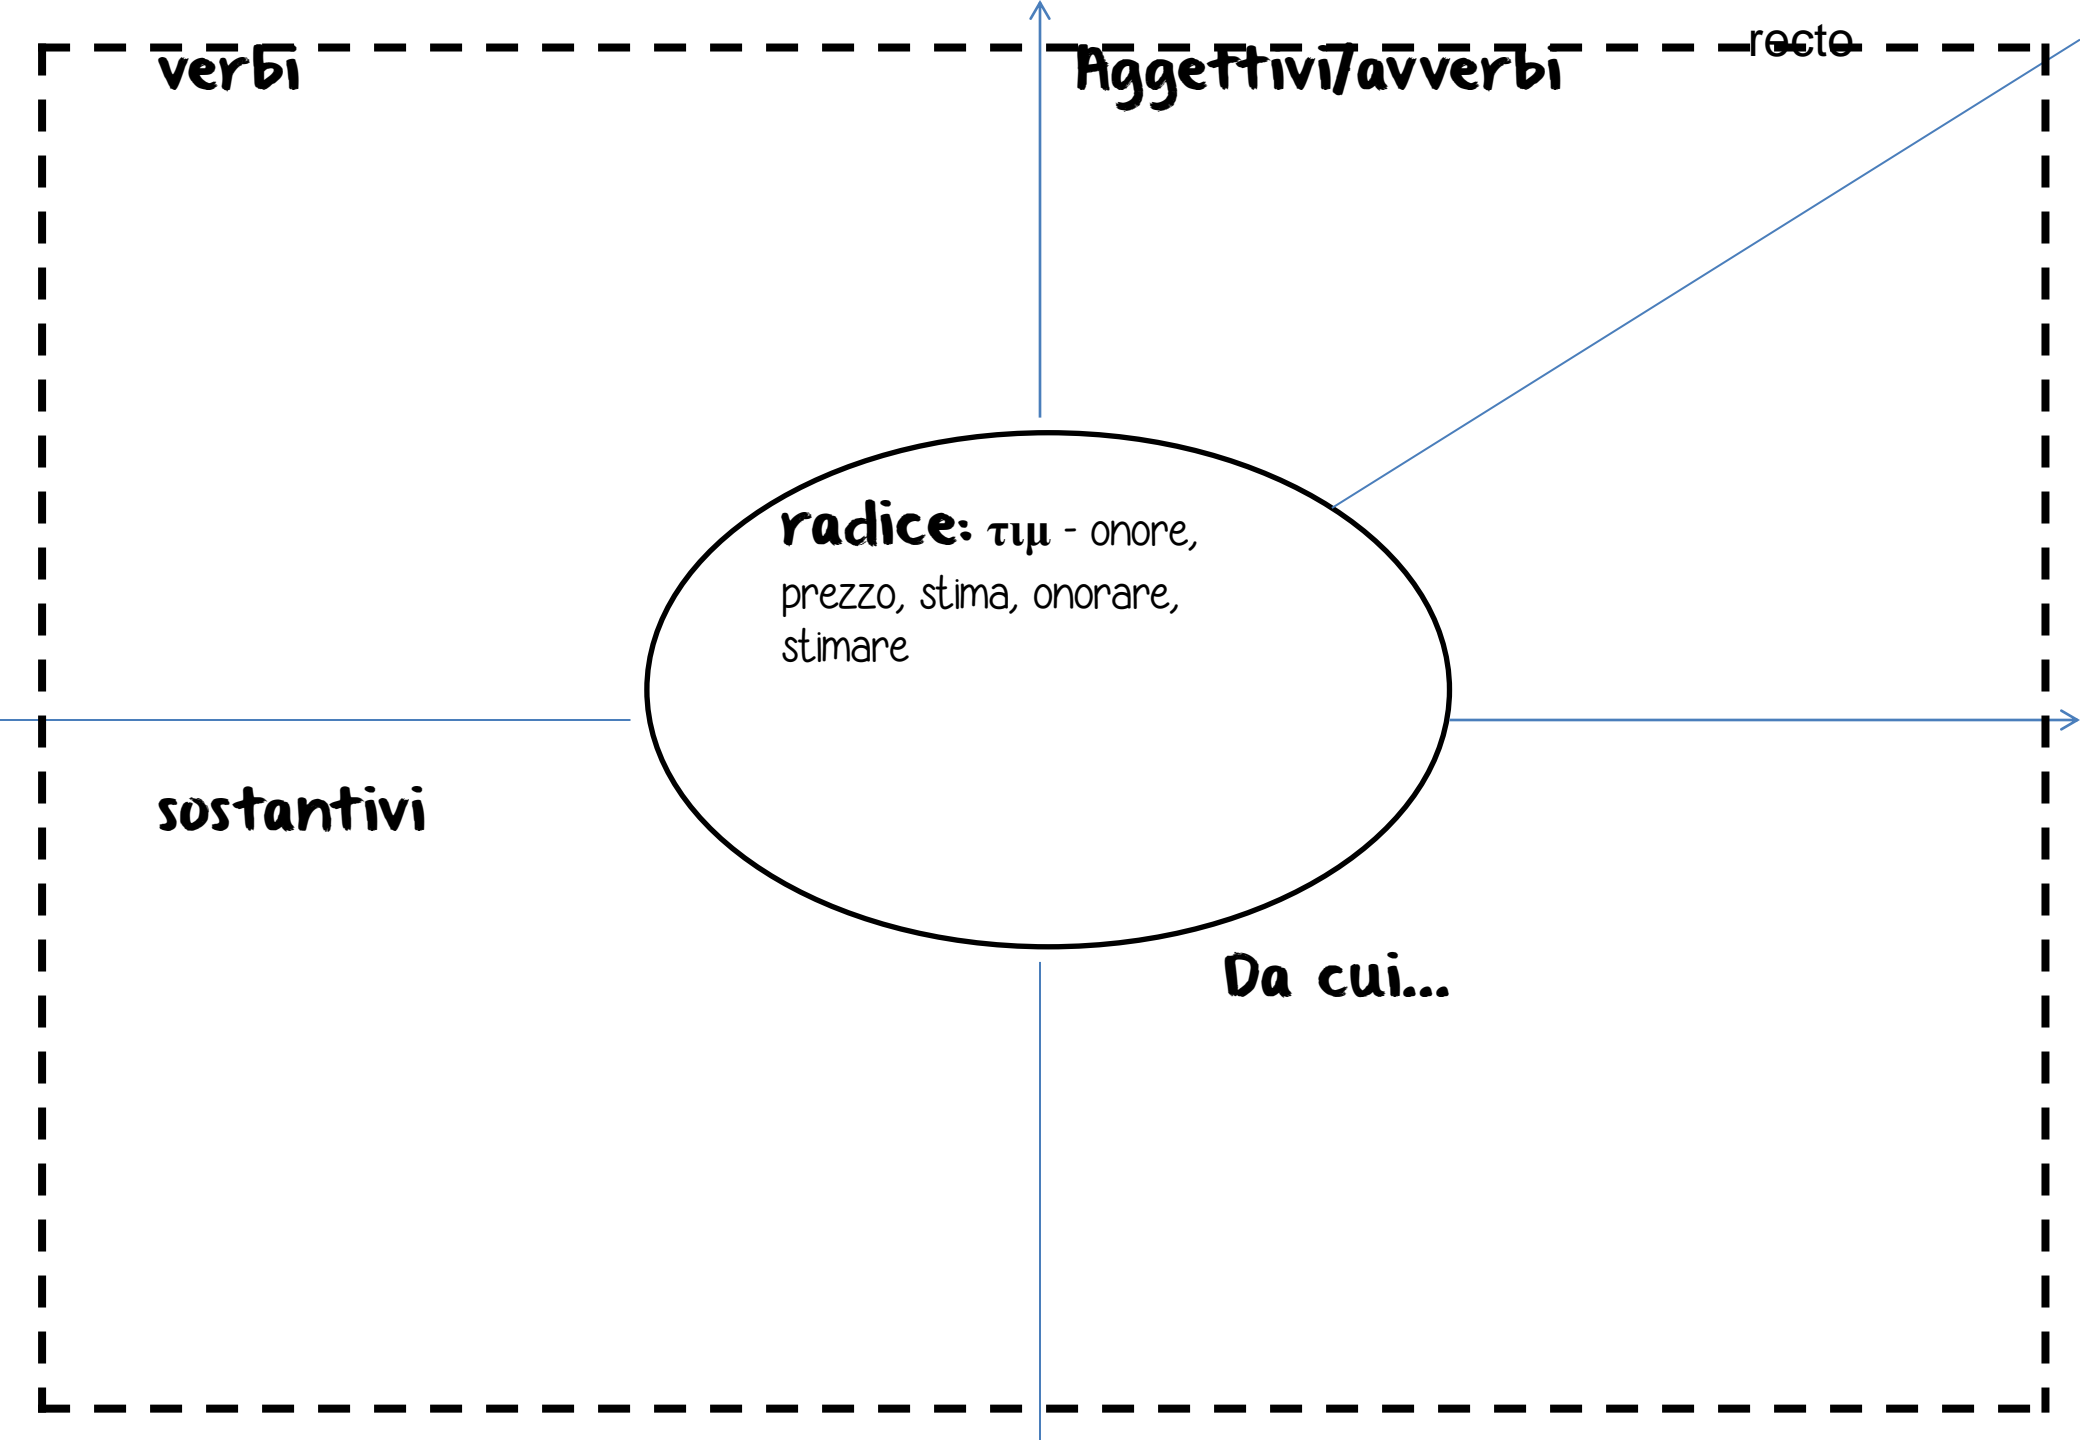 recto
verbi
Aggettivi/avverbi
radice: τιμ - onore,
prezzo, stima, onorare,
stimare
sostantivi
Da cui...